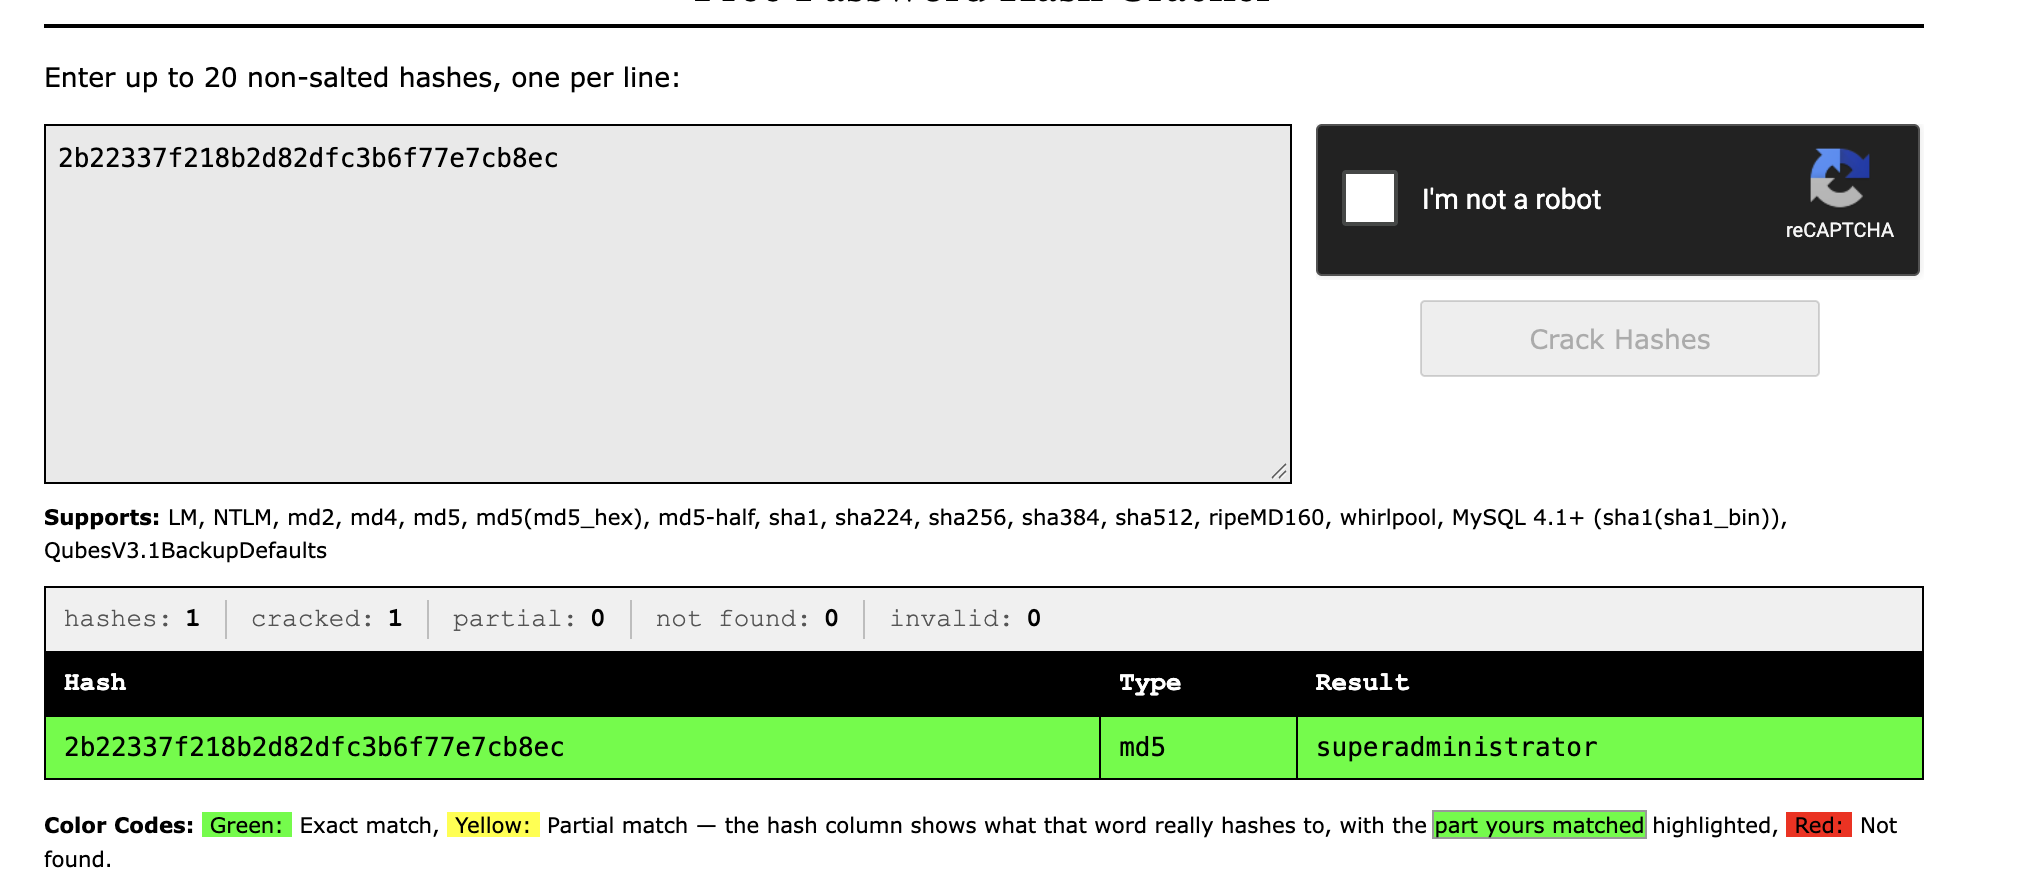 Free Password Hash Cracker
Enter up to 20 non-salted hashes, one per line:
2b22337f218b2d82dfc3b6f77e7cb8ec
I'm not a robot
reCAPTCHA
Crack Hashes
Supports: LM, NTLM, md2, md4, md5, md5(md5_hex), md5-half, sha1, sha224, sha256, sha384, sha512, ripeMD160, whirlpool, MySQL 4.1+ (sha1(sha1_bin)),
QubesV3.1BackupDefaults
hashes: 1 cracked: 1 partial: 0 not found: 0 invalid: 0
Hash Type Result
2b22337f218b2d82dfc3b6f77e7cb8ec md5 superadministrator
Color Codes: Green: Exact match, Yellow: Partial match — the hash column shows what that word really hashes to, with the part yours matched highlighted, Red: Not
found.